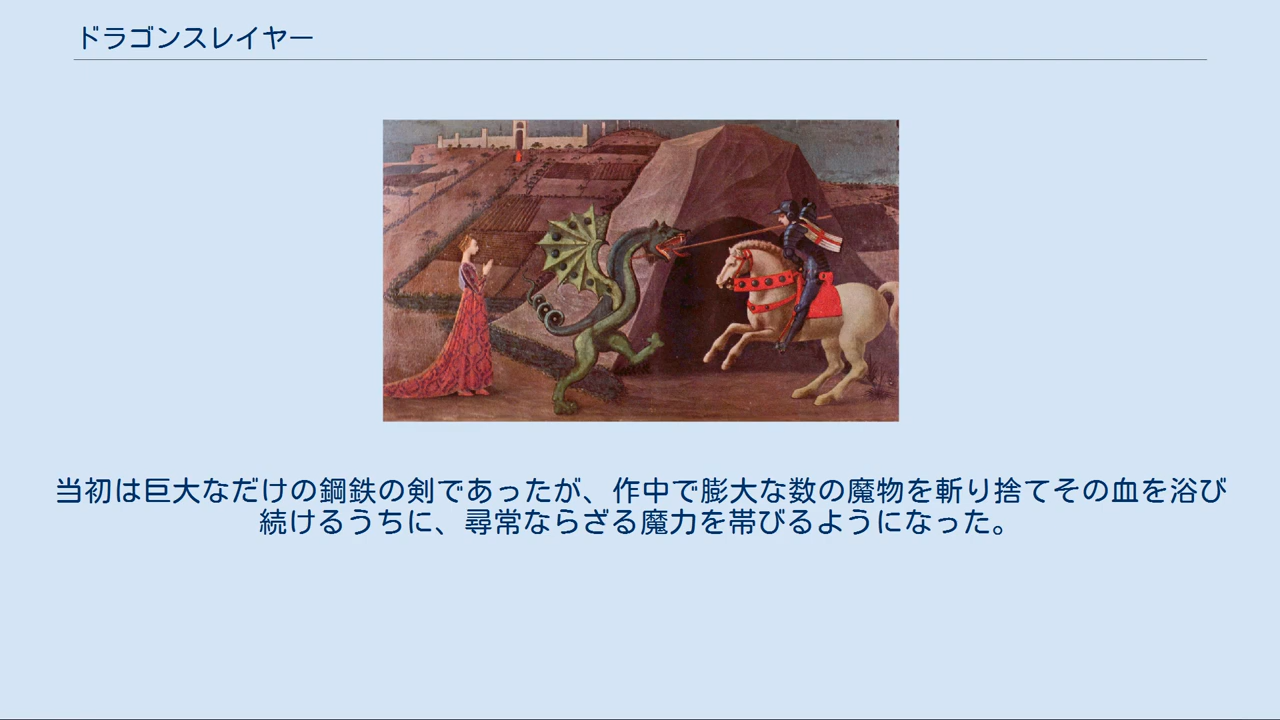 ドラゴンスレイヤー
当初は巨大なだけの鋼鉄の剣であったが、作中で膨大な数の魔物を斬り捨てその血を浴び
続けるうちに、尋常ならざる魔力を帯びるようになった。